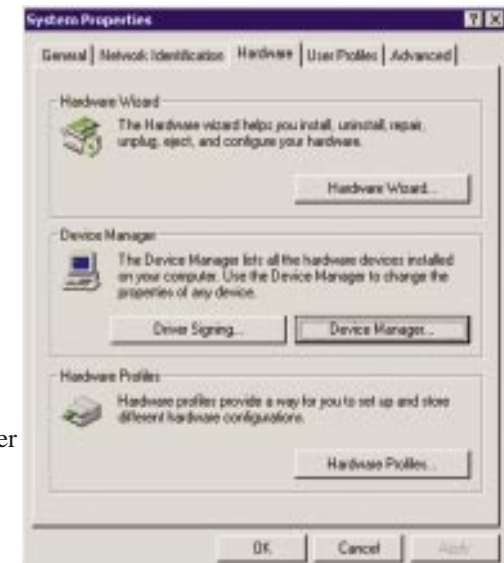 System Properties
General Network Identification Hardware User Profiles Advanced
Hardware Wizard
The Hardware wizard helps you install, uninstall, repair,
unplug, eject, and configure your hardware.
Hardware Wizard...
Device Manager
The Device Manager lists all the hardware devices installed
on your computer. Use the Device Manager to change the
properties of any device.
Driver Signing... Device Manager...
Hardware Profiles
Hardware profiles provide a way for you to set up and store
different hardware configurations.
er
Hardware Profiles...
OK Cancel Apply